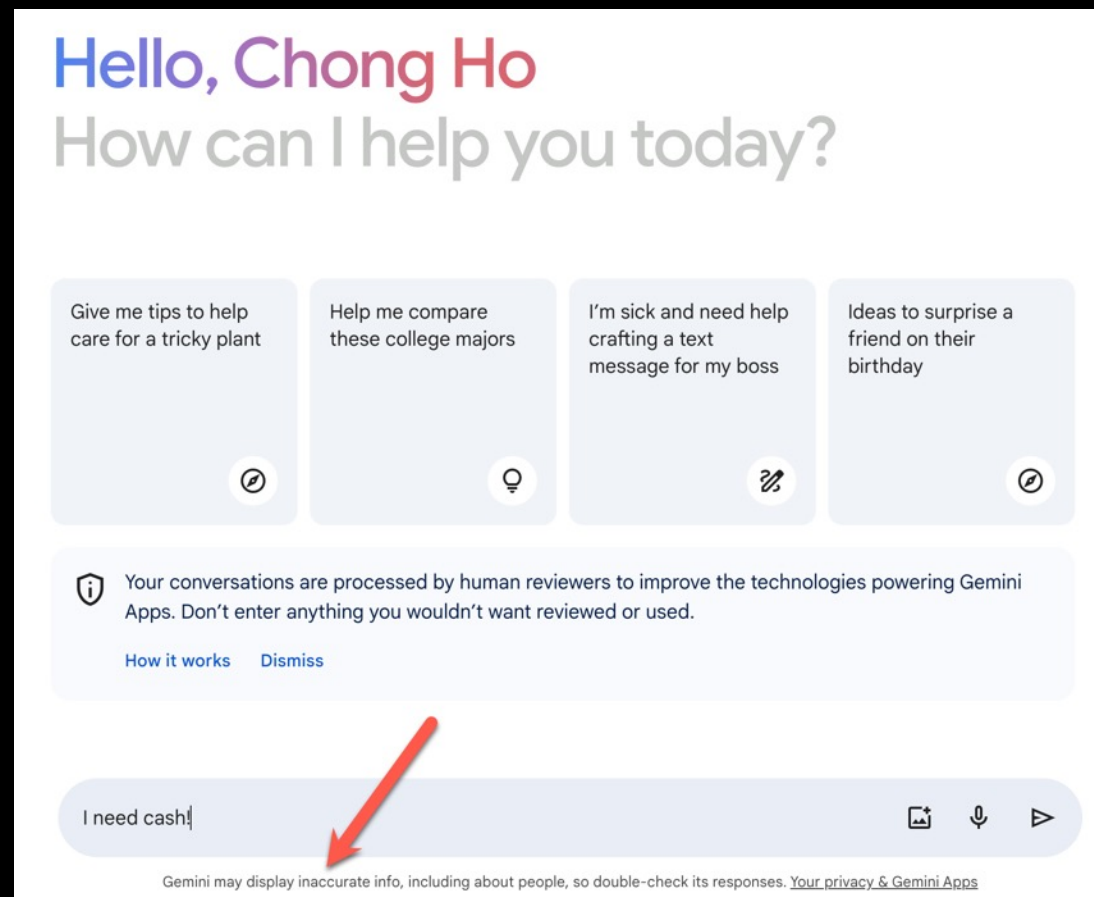 Hello, Chong Ho
How can I help you today?
Give me tips to help
care for a tricky plant
Help me compare
these college majors
I'm sick and need help
crafting a text
message for my boss
Ideas to surprise a
friend on their
birthday
Your conversations are processed by human reviewers to improve the technologies powering Gemini
Apps. Don't enter anything you wouldn't want reviewed or used.
How it works Dismiss
I need cash!
Gemini may display inaccurate info, including about people, so double-check its responses. Your privacy & Gemini Apps